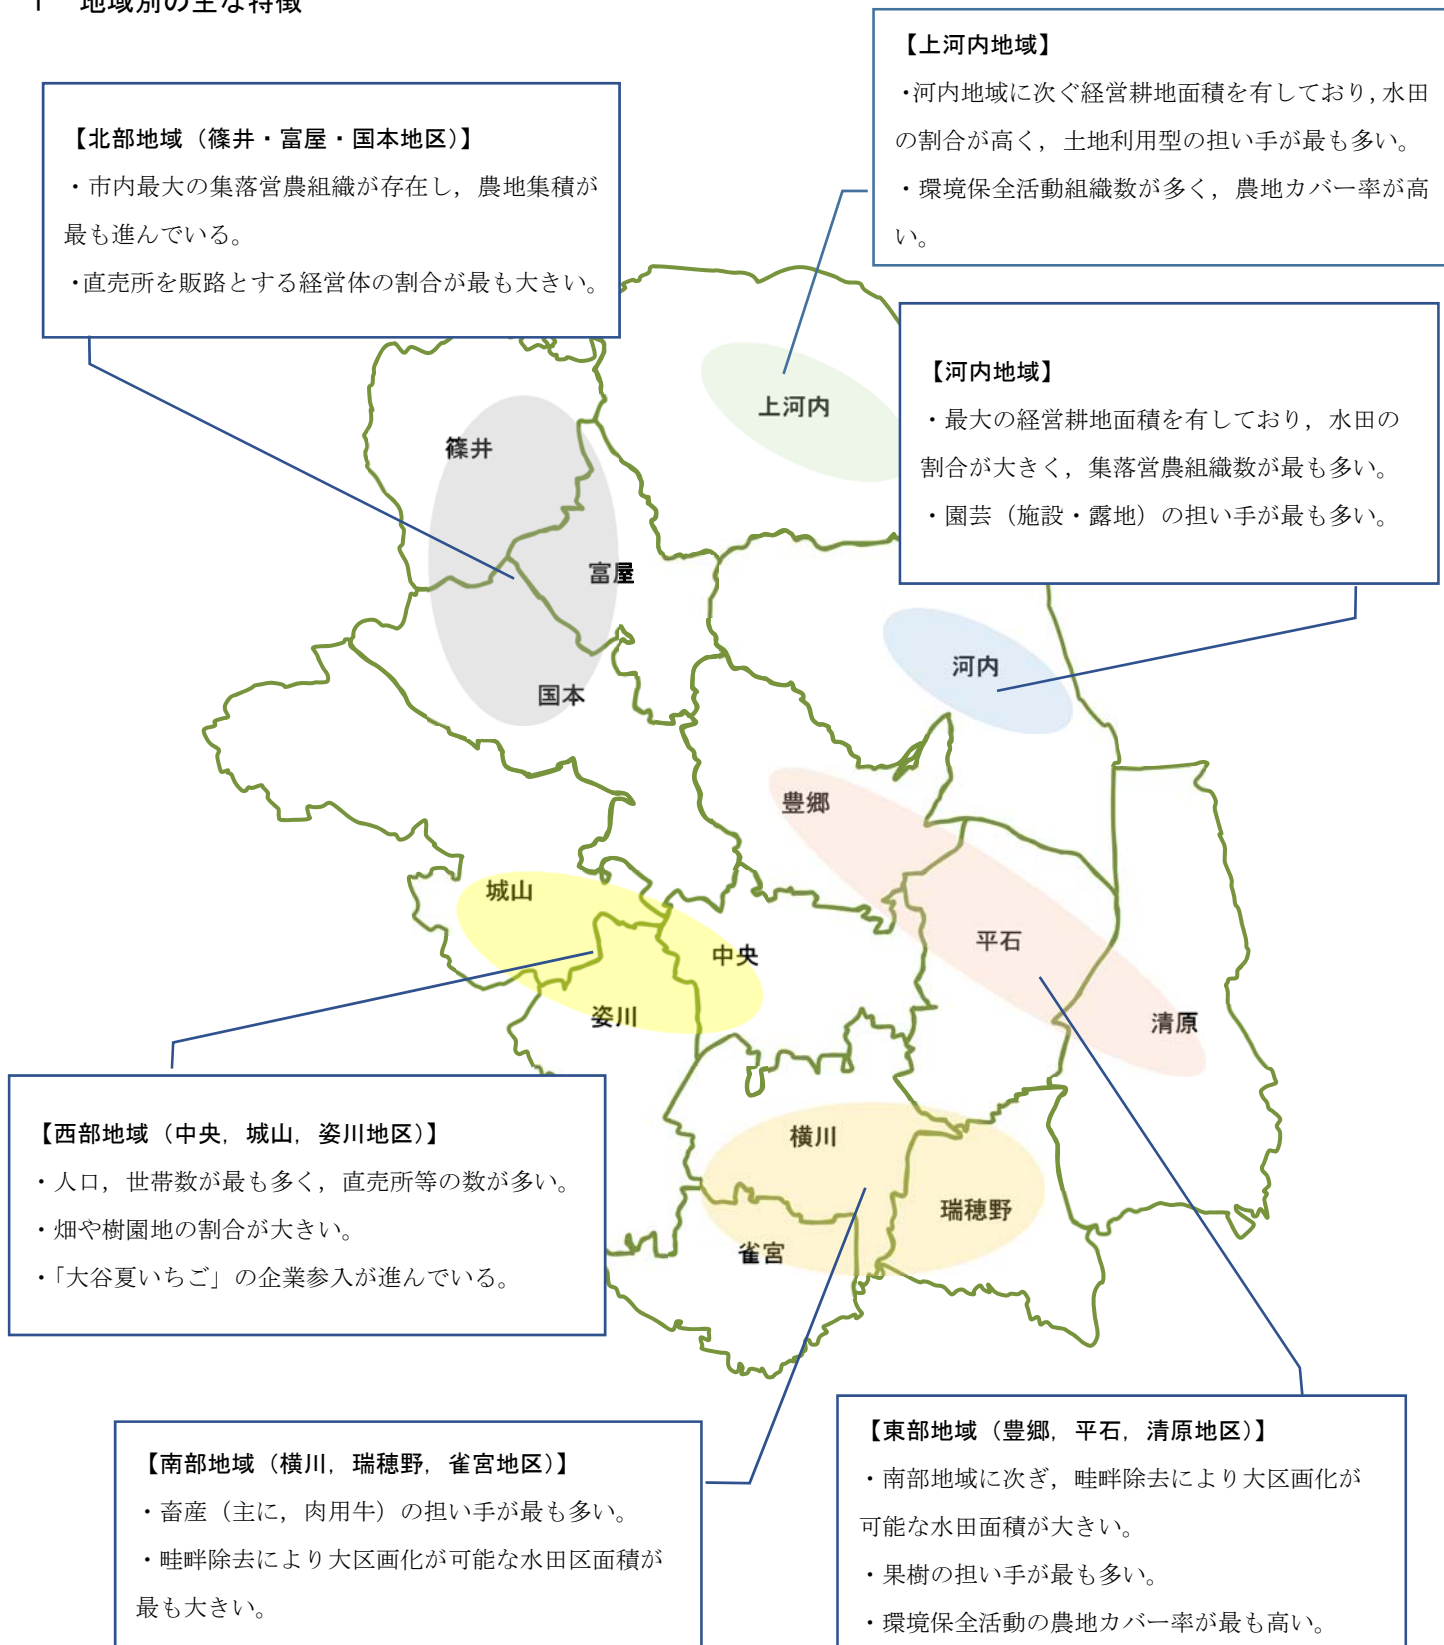 1 地域別の主な特徴
【上河内地域】
・河内地域に次ぐ経営耕地面積を有しており，水田
の割合が高く，土地利用型の担い手が最も多い。
・環境保全活動組織数が多く，農地カバー率が高
い。
【北部地域（篠井・富屋・国本地区）】
・市内最大の集落営農組織が存在し，農地集積が
最も進んでいる。
・直売所を販路とする経営体の割合が最も大きい。
【河内地域】
・最大の経営耕地面積を有しており，水田の
割合が大きく，集落営農組織数が最も多い。
・園芸（施設・露地）の担い手が最も多い。
上河内
篠井
富屋
河内
国本
豊郷
城山
平石
中央
姿川
清原
横川
瑞穂野
雀宮
【西部地域（中央，城山，姿川地区）】
・人口，世帯数が最も多く，直売所等の数が多い。
・畑や樹園地の割合が大きい。
・「大谷夏いちご」の企業参入が進んでいる。
【南部地域（横川，瑞穂野，雀宮地区）】
・畜産（主に，肉用牛）の担い手が最も多い。
・畦畔除去により大区画化が可能な水田区面積が
最も大きい。
【東部地域（豊郷，平石，清原地区）】
・南部地域に次ぎ，畦畔除去により大区画化が
可能な水田面積が大きい。
・果樹の担い手が最も多い。
・環境保全活動の農地カバー率が最も高い。